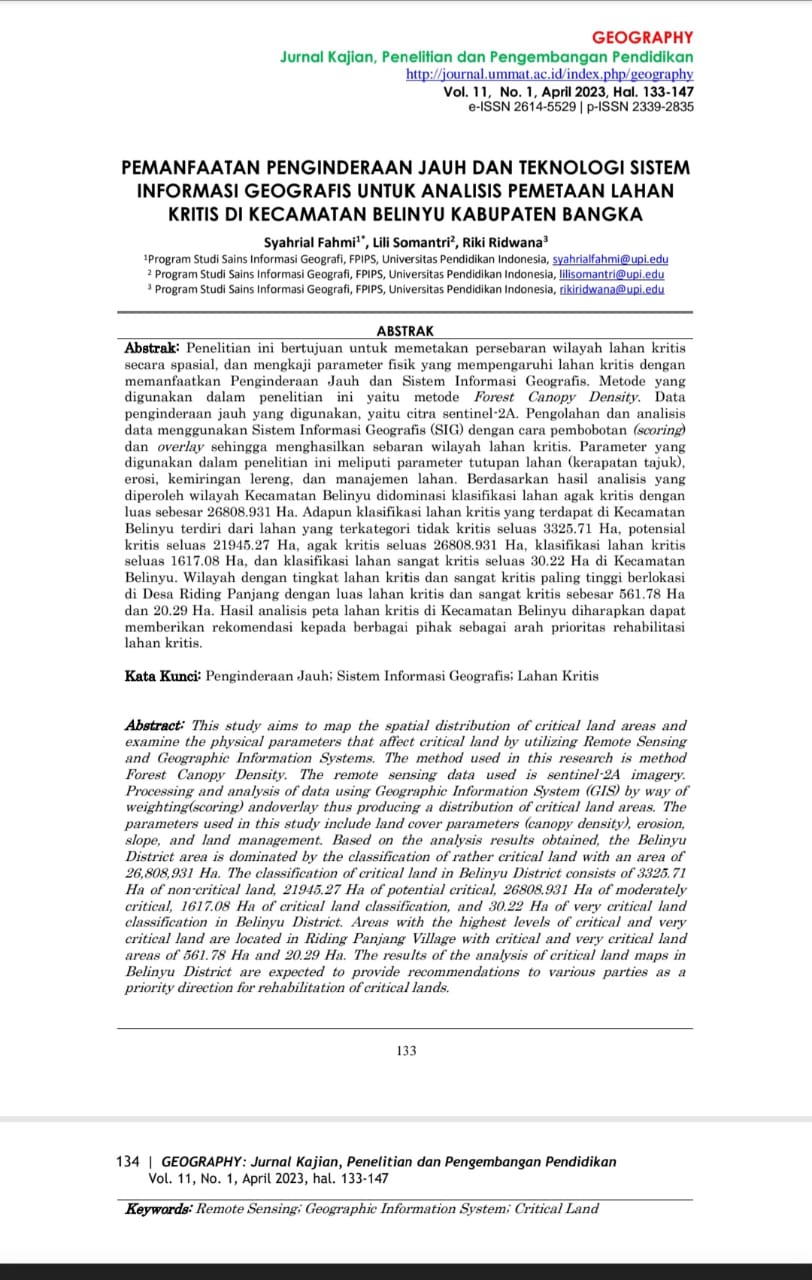 GEOGRAPHY
Jurnal Kajian, Penelitian dan Pengembangan Pendidikan
http://journal.ummat.ac.id/index.php/geography
Vol. 11, No. 1, April 2023, Hal. 133-147
e-ISSN 2614-5529 | p-ISSN 2339-2835
PEMANFAATAN PENGINDERAAN JAUH DAN TEKNOLOGI SISTEM
INFORMASI GEOGRAFIS UNTUK ANALISIS PEMETAAN LAHAN
KRITIS DI KECAMATAN BELINYU KABUPATEN BANGKA
Syahrial Fahmi¹*, Lili Somantri², Riki Ridwana³
¹Program Studi Sains Informasi Geografi, FPIPS, Universitas Pendidikan Indonesia, syahrialfahmi@upi.edu
² Program Studi Sains Informasi Geografi, FPIPS, Universitas Pendidikan Indonesia, lilisomantri@upi.edu
³ Program Studi Sains Informasi Geografi, FPIPS, Universitas Pendidikan Indonesia, rikiridwana@upi.edu
ABSTRAK
Abstrak: Penelitian ini bertujuan untuk memetakan persebaran wilayah lahan kritis
secara spasial, dan mengkaji parameter fisik yang mempengaruhi lahan kritis dengan
memanfaatkan Penginderaan Jauh dan Sistem Informasi Geografis. Metode yang
digunakan dalam penelitian ini yaitu metode Forest Canopy Density. Data
penginderaan jauh yang digunakan, yaitu citra sentinel-2A. Pengolahan dan analisis
data menggunakan Sistem Informasi Geografis (SIG) dengan cara pembobotan (scoring)
dan overlay sehingga menghasilkan sebaran wilayah lahan kritis. Parameter yang
digunakan dalam penelitian ini meliputi parameter tutupan lahan (kerapatan tajuk),
erosi, kemiringan lereng, dan manajemen lahan. Berdasarkan hasil analisis yang
diperoleh wilayah Kecamatan Belinyu didominasi klasifikasi lahan agak kritis dengan
luas sebesar 26808.931 Ha. Adapun klasifikasi lahan kritis yang terdapat di Kecamatan
Belinyu terdiri dari lahan yang terkategori tidak kritis seluas 3325.71 Ha, potensial
kritis seluas 21945.27 Ha, agak kritis seluas 26808.931 Ha, klasifikasi lahan kritis
seluas 1617.08 Ha, dan klasifikasi lahan sangat kritis seluas 30.22 Ha di Kecamatan
Belinyu. Wilayah dengan tingkat lahan kritis dan sangat kritis paling tinggi berlokasi
di Desa Riding Panjang dengan luas lahan kritis dan sangat kritis sebesar 561.78 Ha
dan 20.29 Ha. Hasil analisis peta lahan kritis di Kecamatan Belinyu diharapkan dapat
memberikan rekomendasi kepada berbagai pihak sebagai arah prioritas rehabilitasi
lahan kritis.
Kata Kunci: Penginderaan Jauh; Sistem Informasi Geografis; Lahan Kritis
Abstract: This study aims to map the spatial distribution of critical land areas and
examine the physical parameters that affect critical land by utilizing Remote Sensing
and Geographic Information Systems. The method used in this research is method
Forest Canopy Density. The remote sensing data used is sentinel-2A imagery.
Processing and analysis of data using Geographic Information System (GIS) by way of
weighting(scoring) andoverlay thus producing a distribution of critical land areas. The
parameters used in this study include land cover parameters (canopy density), erosion,
slope, and land management. Based on the analysis results obtained, the Belinyu
District area is dominated by the classification of rather critical land with an area of
26,808,931 Ha. The classification of critical land in Belinyu District consists of 3325.71
Ha of non-critical land, 21945.27 Ha of potential critical, 26808.931 Ha of moderately
critical, 1617.08 Ha of critical land classification, and 30.22 Ha of very critical land
classification in Belinyu District. Areas with the highest levels of critical and very
critical land are located in Riding Panjang Village with critical and very critical land
areas of 561.78 Ha and 20.29 Ha. The results of the analysis of critical land maps in
Belinyu District are expected to provide recommendations to various parties as a
priority direction for rehabilitation of critical lands.
133
134 | GEOGRAPHY: Jurnal Kajian, Penelitian dan Pengembangan Pendidikan
Vol. 11, No. 1, April 2023, hal. 133-147
Keywords: Remote Sensing; Geographic Information System; Critical Land